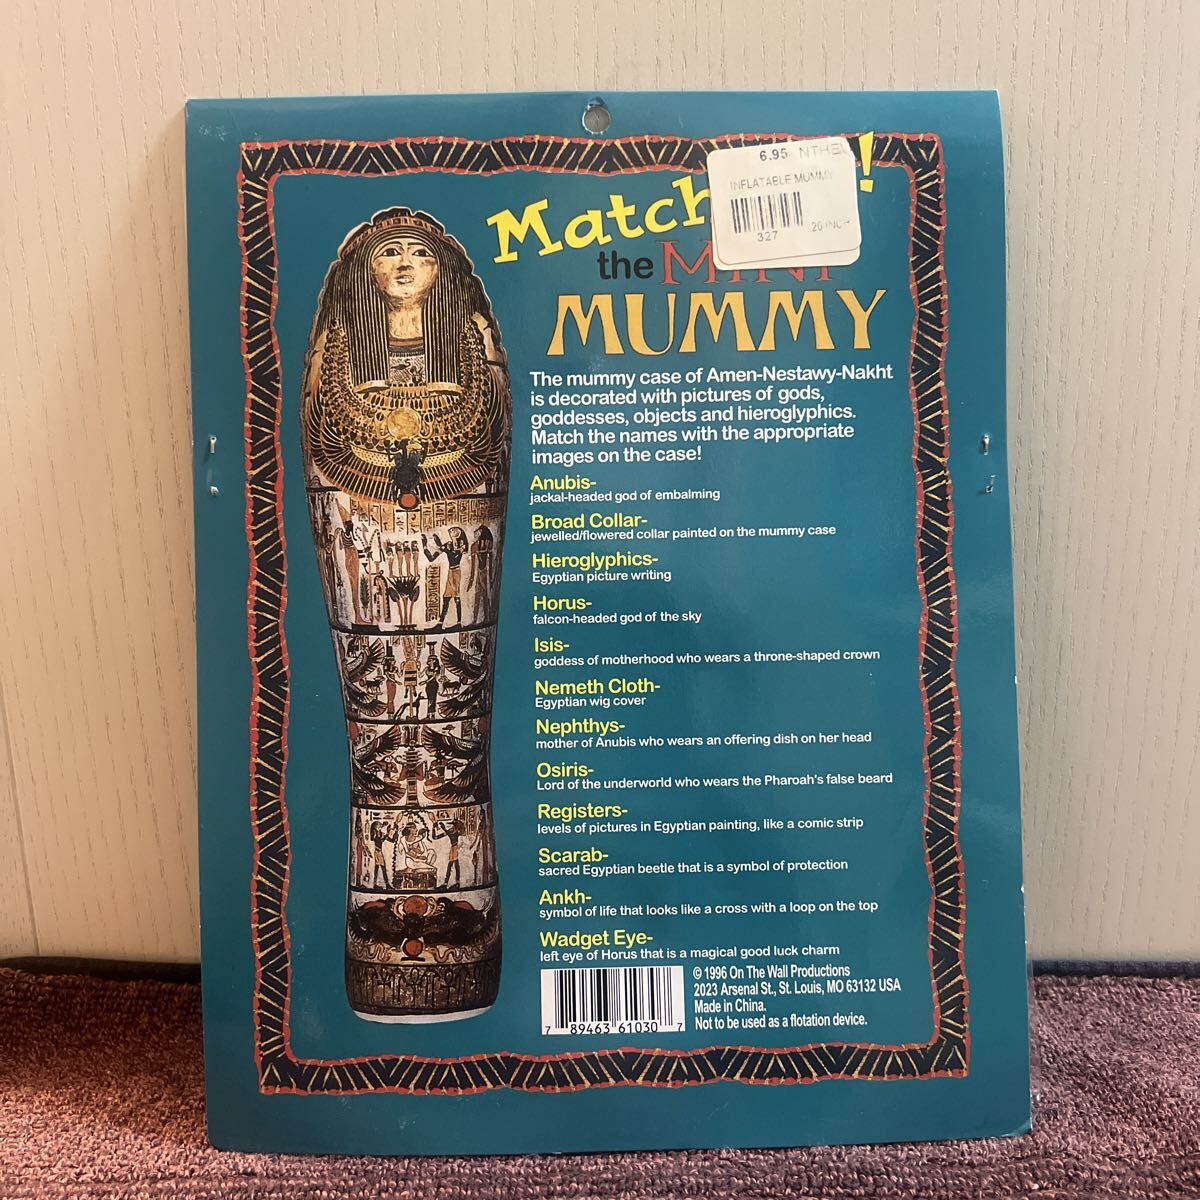 6.95
INFLATABLE MUMMY
327
20 INCH
Match !
the MINI
MUMMY
The mummy case of Amen-Nestawy-Nakht
is decorated with pictures of gods,
goddesses, objects and hieroglyphics.
Match the names with the appropriate
images on the case!
Anubis-
jackal-headed god of embalming
Broad Collar-
jewelled/flowered collar painted on the mummy case
Hieroglyphics-
Egyptian picture writing
Horus-
falcon-headed god of the sky
Isis-
goddess of motherhood who wears a throne-shaped crown
Nemeth Cloth-
Egyptian wig cover
Nephthys-
mother of Anubis who wears an offering dish on her head
Osiris-
Lord of the underworld who wears the Pharoah's false beard
Registers-
levels of pictures in Egyptian painting, like a comic strip
Scarab-
sacred Egyptian beetle that is a symbol of protection
Ankh-
symbol of life that looks like a cross with a loop on the top
Wadget Eye-
left eye of Horus that is a magical good luck charm
© 1996 On The Wall Productions
2023 Arsenal St., St. Louis, MO 63132 USA
Made in China.
Not to be used as a flotation device.
7 89463 61030 7